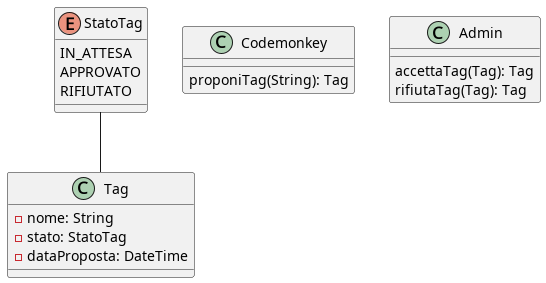 E StatoTag
IN_ATTESA
APPROVATO
RIFIUTATO
C Codemonkey
proponiTag(String): Tag
C Admin
accettaTag(Tag): Tag
rifiutaTag(Tag): Tag
C Tag
nome: String
stato: StatoTag
dataProposta: DateTime